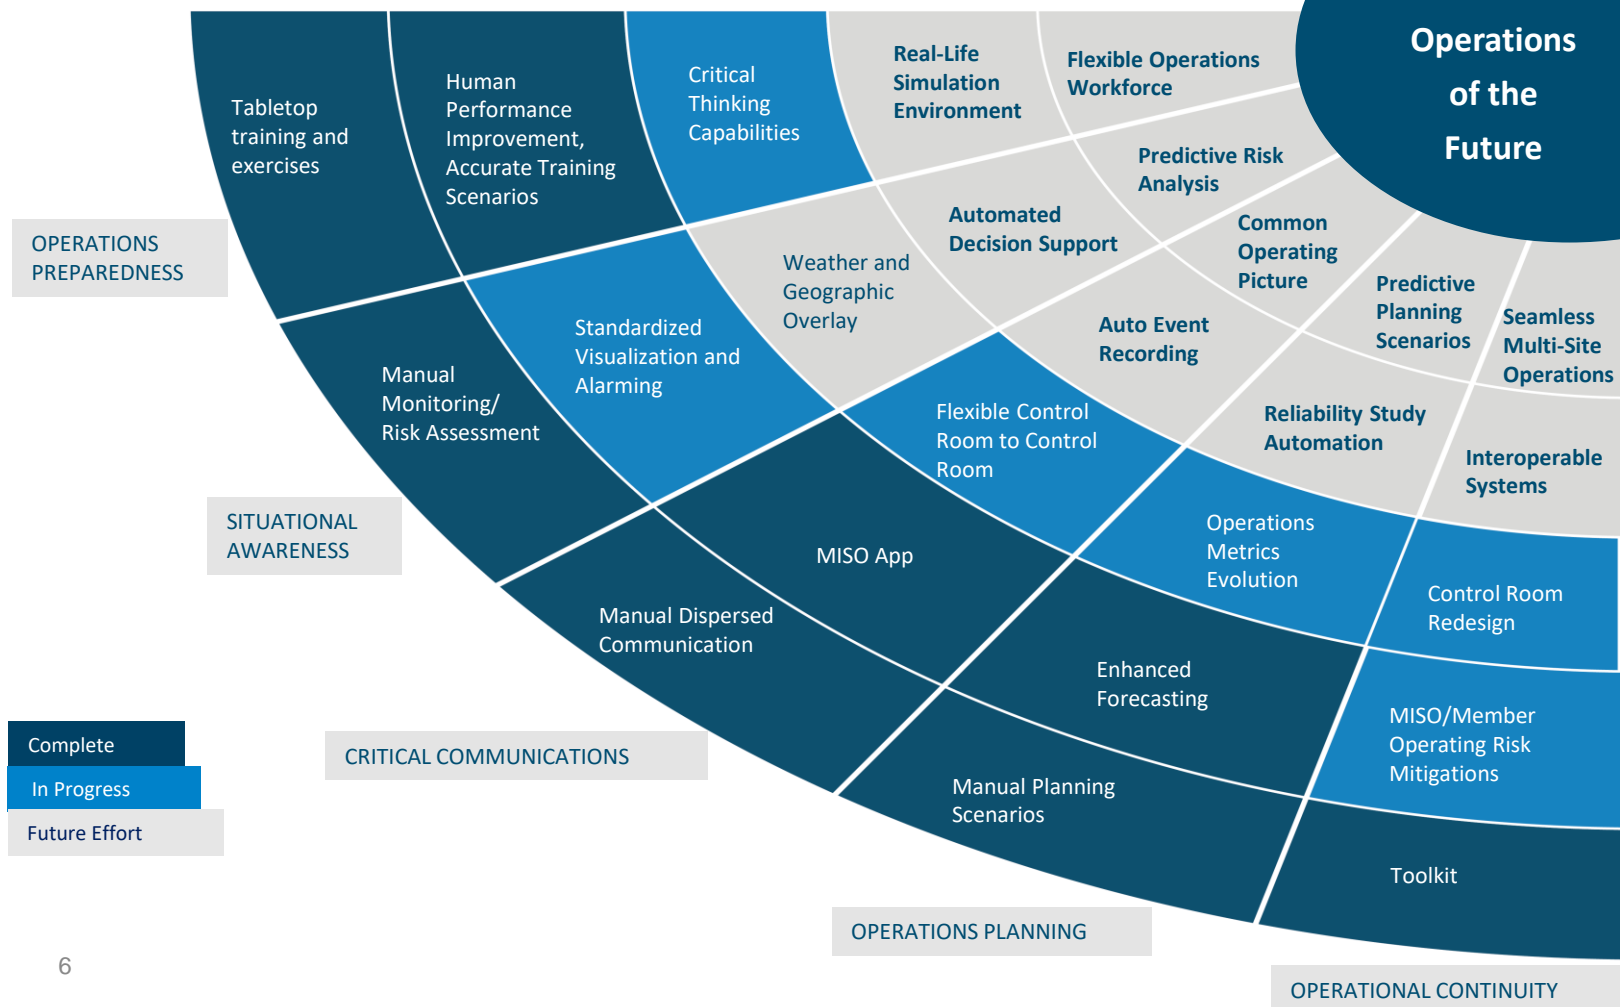 Operations
of the
Future
Tabletop
training and
exercises
Human
Performance
Improvement,
Accurate Training
Scenarios
Critical
Thinking
Capabilities
Real-Life
Simulation
Environment
Flexible Operations
Workforce
OPERATIONS
PREPAREDNESS
Manual
Monitoring/
Risk Assessment
Standardized
Visualization and
Alarming
Weather and
Geographic
Overlay
Automated
Decision Support
Predictive Risk
Analysis
SITUATIONAL
AWARENESS
Manual Dispersed
Communication
MISO App
Flexible Control
Room to Control
Room
Auto Event
Recording
Common
Operating
Picture
CRITICAL COMMUNICATIONS
Manual Planning
Scenarios
Enhanced
Forecasting
Operations
Metrics
Evolution
Reliability Study
Automation
Predictive
Planning
Scenarios
OPERATIONS PLANNING
Toolkit
MISO/Member
Operating Risk
Mitigations
Control Room
Redesign
Interoperable
Systems
Seamless
Multi-Site
Operations
OPERATIONAL CONTINUITY
Complete
In Progress
Future Effort
6